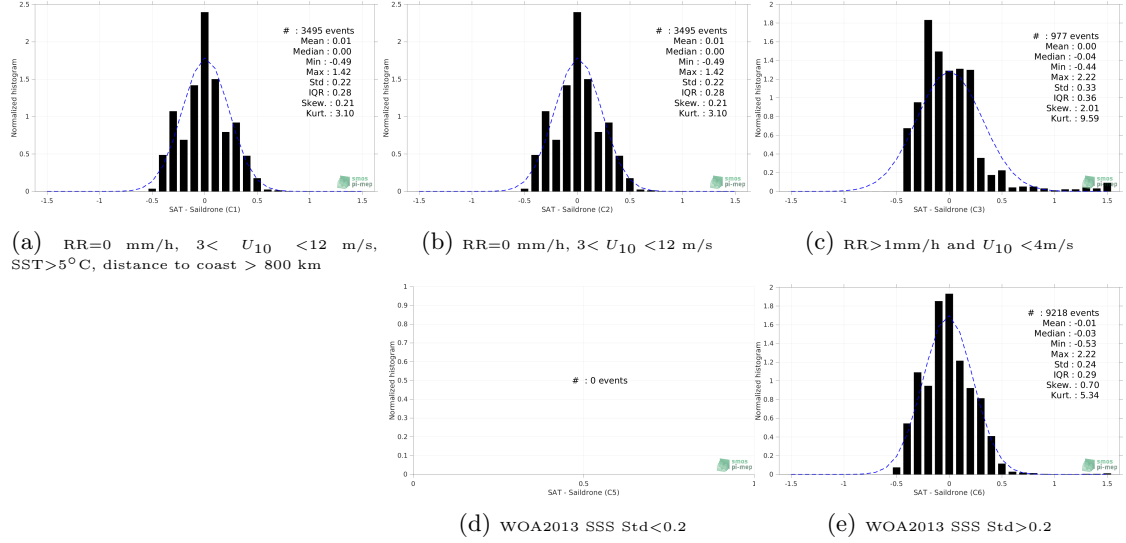 2.5
2
1.5
1
0.5
0
-1.5 -1 -0.5 0 0.5 1 1.5
Normalized histogram
SAT - Saildrone (C1)
# : 3495 events
Mean : 0.01
Median : 0.00
Min : -0.49
Max : 1.42
Std : 0.22
IQR : 0.28
Skew. : 0.21
Kurt. : 3.10
smos
pi-mep
(a) RR=0 mm/h, 3< U10 <12 m/s,
SST>5°C, distance to coast > 800 km
2.5
2
1.5
1
0.5
0
-1.5 -1 -0.5 0 0.5 1 1.5
Normalized histogram
SAT - Saildrone (C2)
# : 3495 events
Mean : 0.01
Median : 0.00
Min : -0.49
Max : 1.42
Std : 0.22
IQR : 0.28
Skew. : 0.21
Kurt. : 3.10
smos
pi-mep
(b) RR=0 mm/h, 3< U10 <12 m/s
2
1.8
1.6
1.4
1.2
1
0.8
0.6
0.4
0.2
0
-1.5 -1 -0.5 0 0.5 1 1.5
Normalized histogram
SAT - Saildrone (C3)
# : 977 events
Mean : 0.00
Median : -0.04
Min : -0.44
Max : 2.22
Std : 0.33
IQR : 0.36
Skew. : 2.01
Kurt. : 9.59
smos
pi-mep
(c) RR>1mm/h and U10 <4m/s
1
0.9
0.8
0.7
0.6
0.5
0.4
0.3
0.2
0.1
0
0 0.5 1
Normalized histogram
SAT - Saildrone (C5)
# : 0 events
smos
pi-mep
(d) WOA2013 SSS Std<0.2
2
1.8
1.6
1.4
1.2
1
0.8
0.6
0.4
0.2
0
-1.5 -1 -0.5 0 0.5 1 1.5
Normalized histogram
SAT - Saildrone (C6)
# : 9218 events
Mean : -0.01
Median : -0.03
Min : -0.53
Max : 2.22
Std : 0.24
IQR : 0.29
Skew. : 0.70
Kurt. : 5.34
smos
pi-mep
(e) WOA2013 SSS Std>0.2